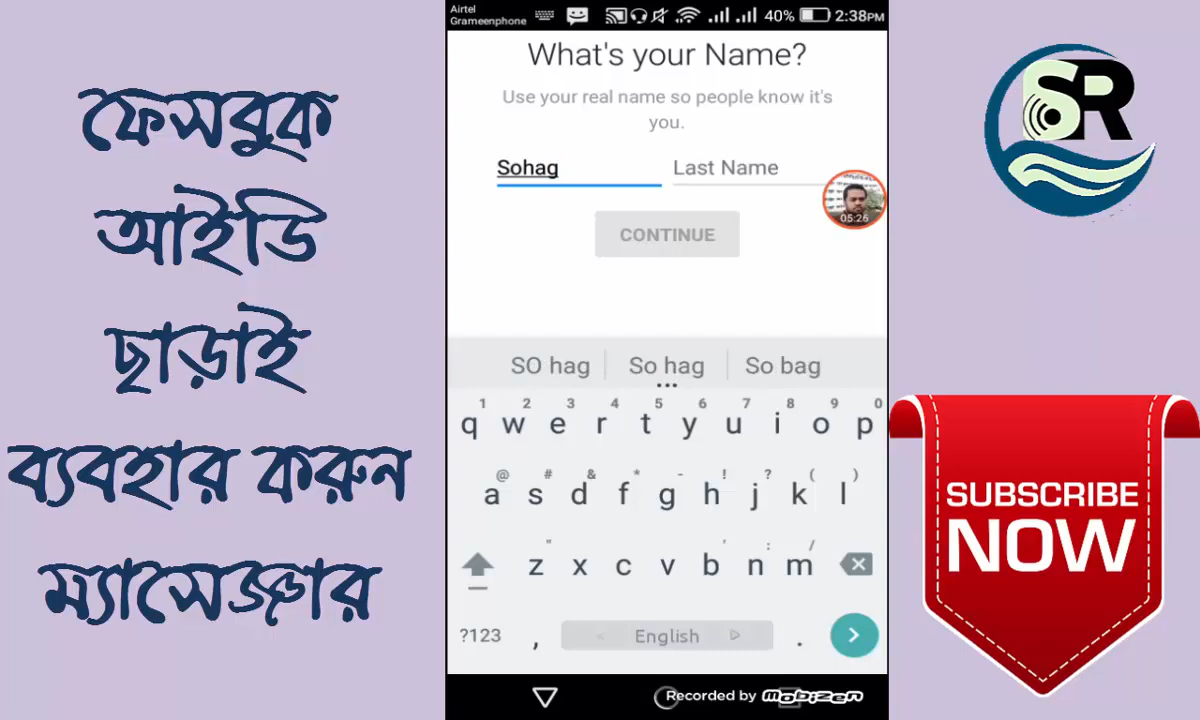 ফেসবুক
আইডি
ছাড়াই
ব্যবহার করুন
ম্যাসেঞ্জার
Airtel
Grameenphone
40% 2:38PM
What's your Name?
Use your real name so people know it's
you.
Sohag Last Name
05:26
CONTINUE
SO hag So hag So bag
1 2 3 4 5 6 7 8 9 0
q w e r t y u i o p
@ # & * - ! ? ( )
a s d f g h j k l
" ' : /
z x c v b n m
?123 , English .
Recorded by mobizen
SR
SUBSCRIBE
NOW